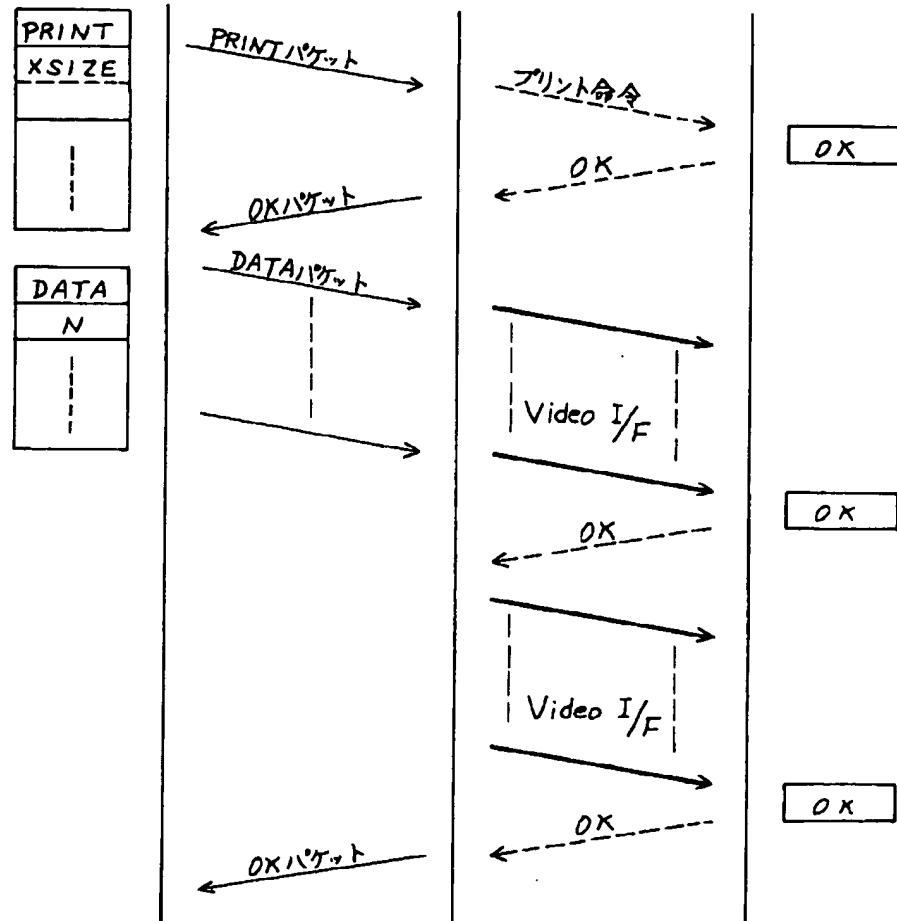 PRINT
XSIZE
PRINTパケット
プリント命令
OK
OK
OKパケット
DATAパケット
DATA
N
Video I/F
OK
OK
Video I/F
OK
OK
OKパケット